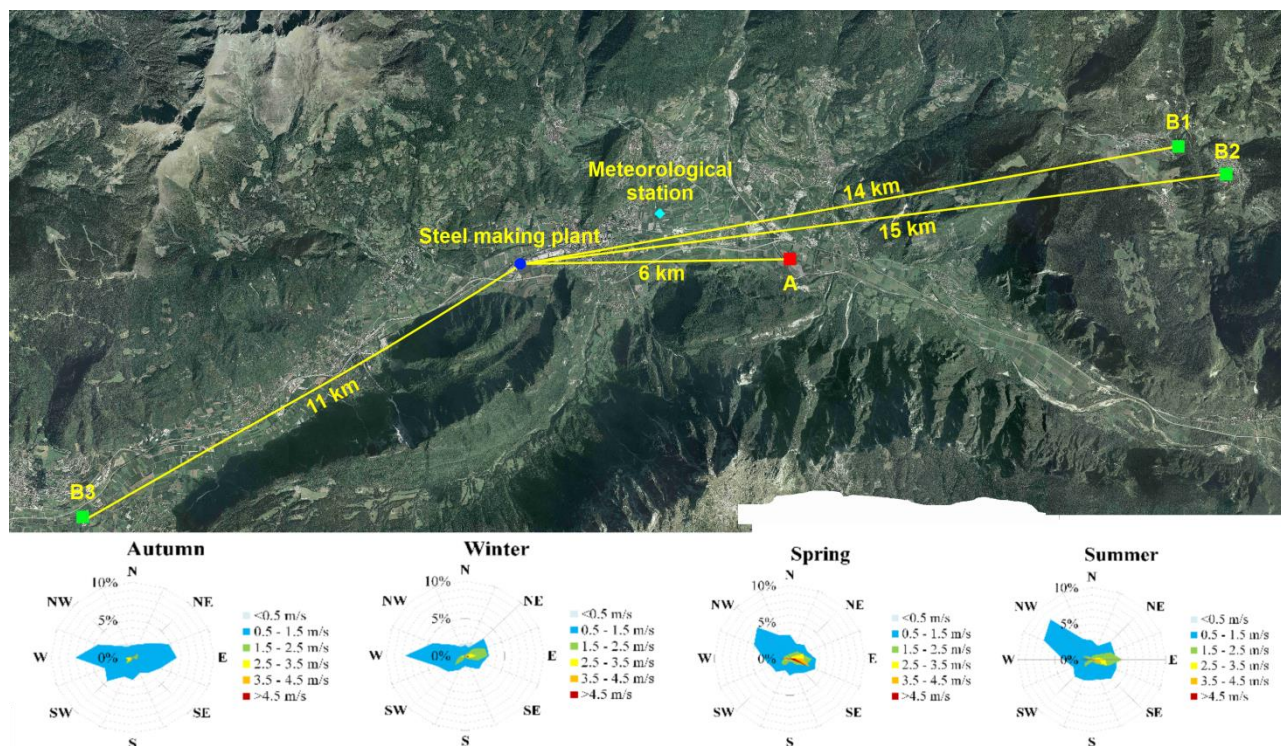 B1
B2
Meteorological
station
14 km
15 km
Steel making plant
6 km
A
11 km
B3
Autumn
N
10%
NW
NE
5%
W
0%
E
SW
SE
S
<0.5 m/s
0.5 - 1.5 m/s
1.5 - 2.5 m/s
2.5 - 3.5 m/s
3.5 - 4.5 m/s
>4.5 m/s
Winter
N
10%
NW
NE
5%
W
0%
E
SW
SE
S
<0.5 m/s
0.5 - 1.5 m/s
1.5 - 2.5 m/s
2.5 - 3.5 m/s
3.5 - 4.5 m/s
>4.5 m/s
Spring
N
10%
NW
NE
5%
W
0%
E
SW
SE
S
<0.5 m/s
0.5 - 1.5 m/s
1.5 - 2.5 m/s
2.5 - 3.5 m/s
3.5 - 4.5 m/s
>4.5 m/s
Summer
N
10%
NW
NE
5%
W
0%
E
SW
SE
S
<0.5 m/s
0.5 - 1.5 m/s
1.5 - 2.5 m/s
2.5 - 3.5 m/s
3.5 - 4.5 m/s
>4.5 m/s